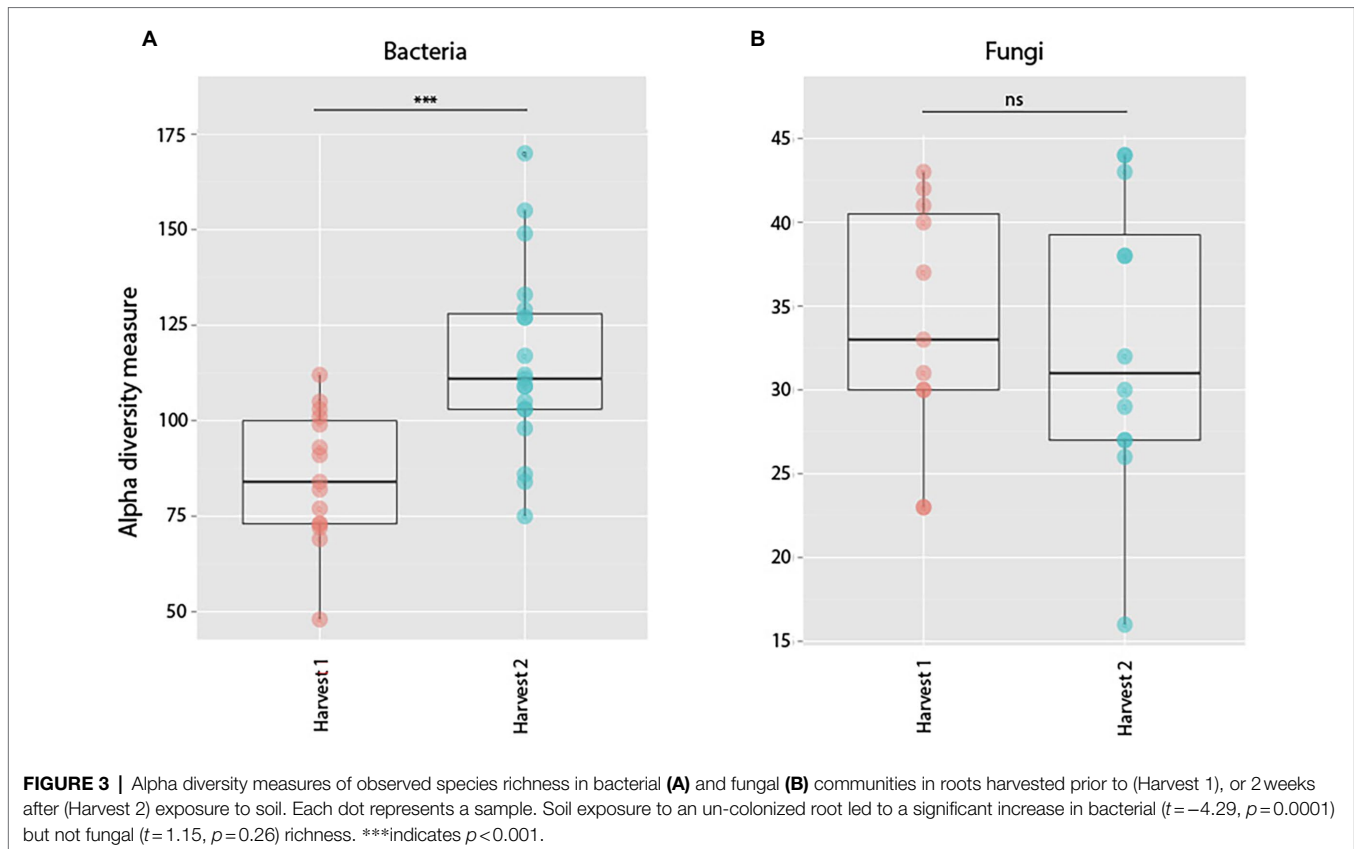 A
Bacteria
***
175
150
125
100
75
50
Alpha diversity measure
Harvest 1
Harvest 2
B
Fungi
ns
45
40
35
30
25
20
15
Harvest 1
Harvest 2
FIGURE 3 | Alpha diversity measures of observed species richness in bacterial (A) and fungal (B) communities in roots harvested prior to (Harvest 1), or 2 weeks
after (Harvest 2) exposure to soil. Each dot represents a sample. Soil exposure to an un-colonized root led to a significant increase in bacterial (t = −4.29, p = 0.0001)
but not fungal (t = 1.15, p = 0.26) richness. ***indicates p < 0.001.